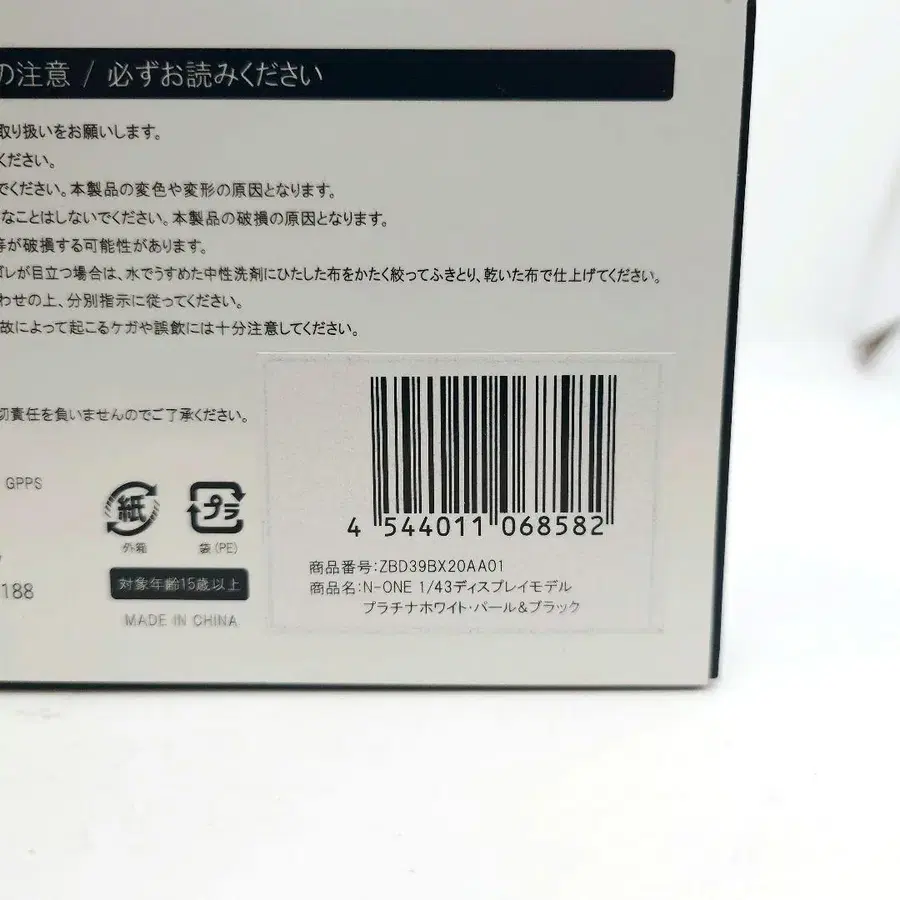 の注意 / 必ずお読みください
取り扱いをお願いします。
ください。
でください。本製品の変色や変形の原因となります。
なことはしないでください。本製品の破損の原因となります。
等が破損する可能性があります。
ゴレが目立つ場合は、水でうすめた中性洗剤にひたした布をかたく絞ってふきとり、乾いた布で仕上げてください。
わせの上、分別指示に従ってください。
故によって起こるケガや誤飲には十分注意してください。
切責任を負いませんのでご了承ください。
GPPS
紙
プラ
外箱
袋(PE)
188
対象年齢15歳以上
MADE IN CHINA
4 544011 068582
商品番号:ZBD39BX20AA01
商品名:N-ONE 1/43ディスプレイモデル
プラチナホワイト・パール&ブラック